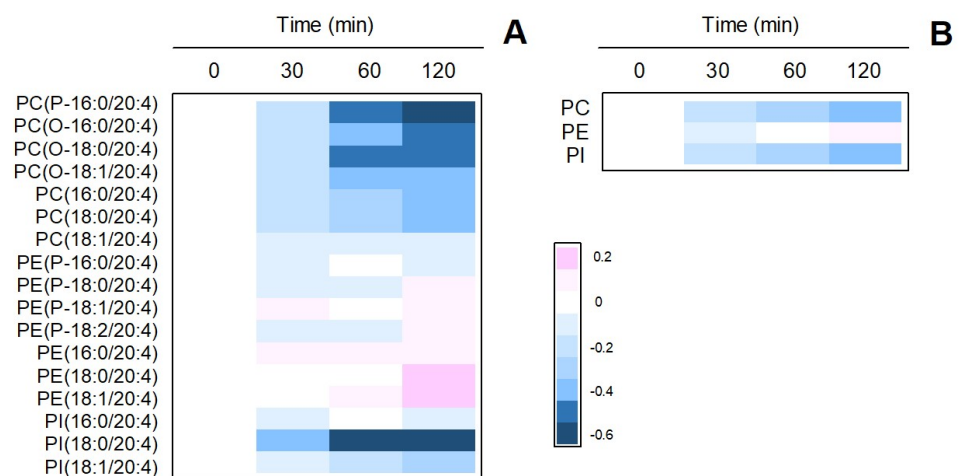 Time (min)
A
0 30 60 120
PC(P-16:0/20:4)
PC(O-16:0/20:4)
PC(O-18:0/20:4)
PC(O-18:1/20:4)
PC(16:0/20:4)
PC(18:0/20:4)
PC(18:1/20:4)
PE(P-16:0/20:4)
PE(P-18:0/20:4)
PE(P-18:1/20:4)
PE(P-18:2/20:4)
PE(16:0/20:4)
PE(18:0/20:4)
PE(18:1/20:4)
PI(16:0/20:4)
PI(18:0/20:4)
PI(18:1/20:4)
Time (min)
B
0 30 60 120
PC
PE
PI
0.2
0
-0.2
-0.4
-0.6